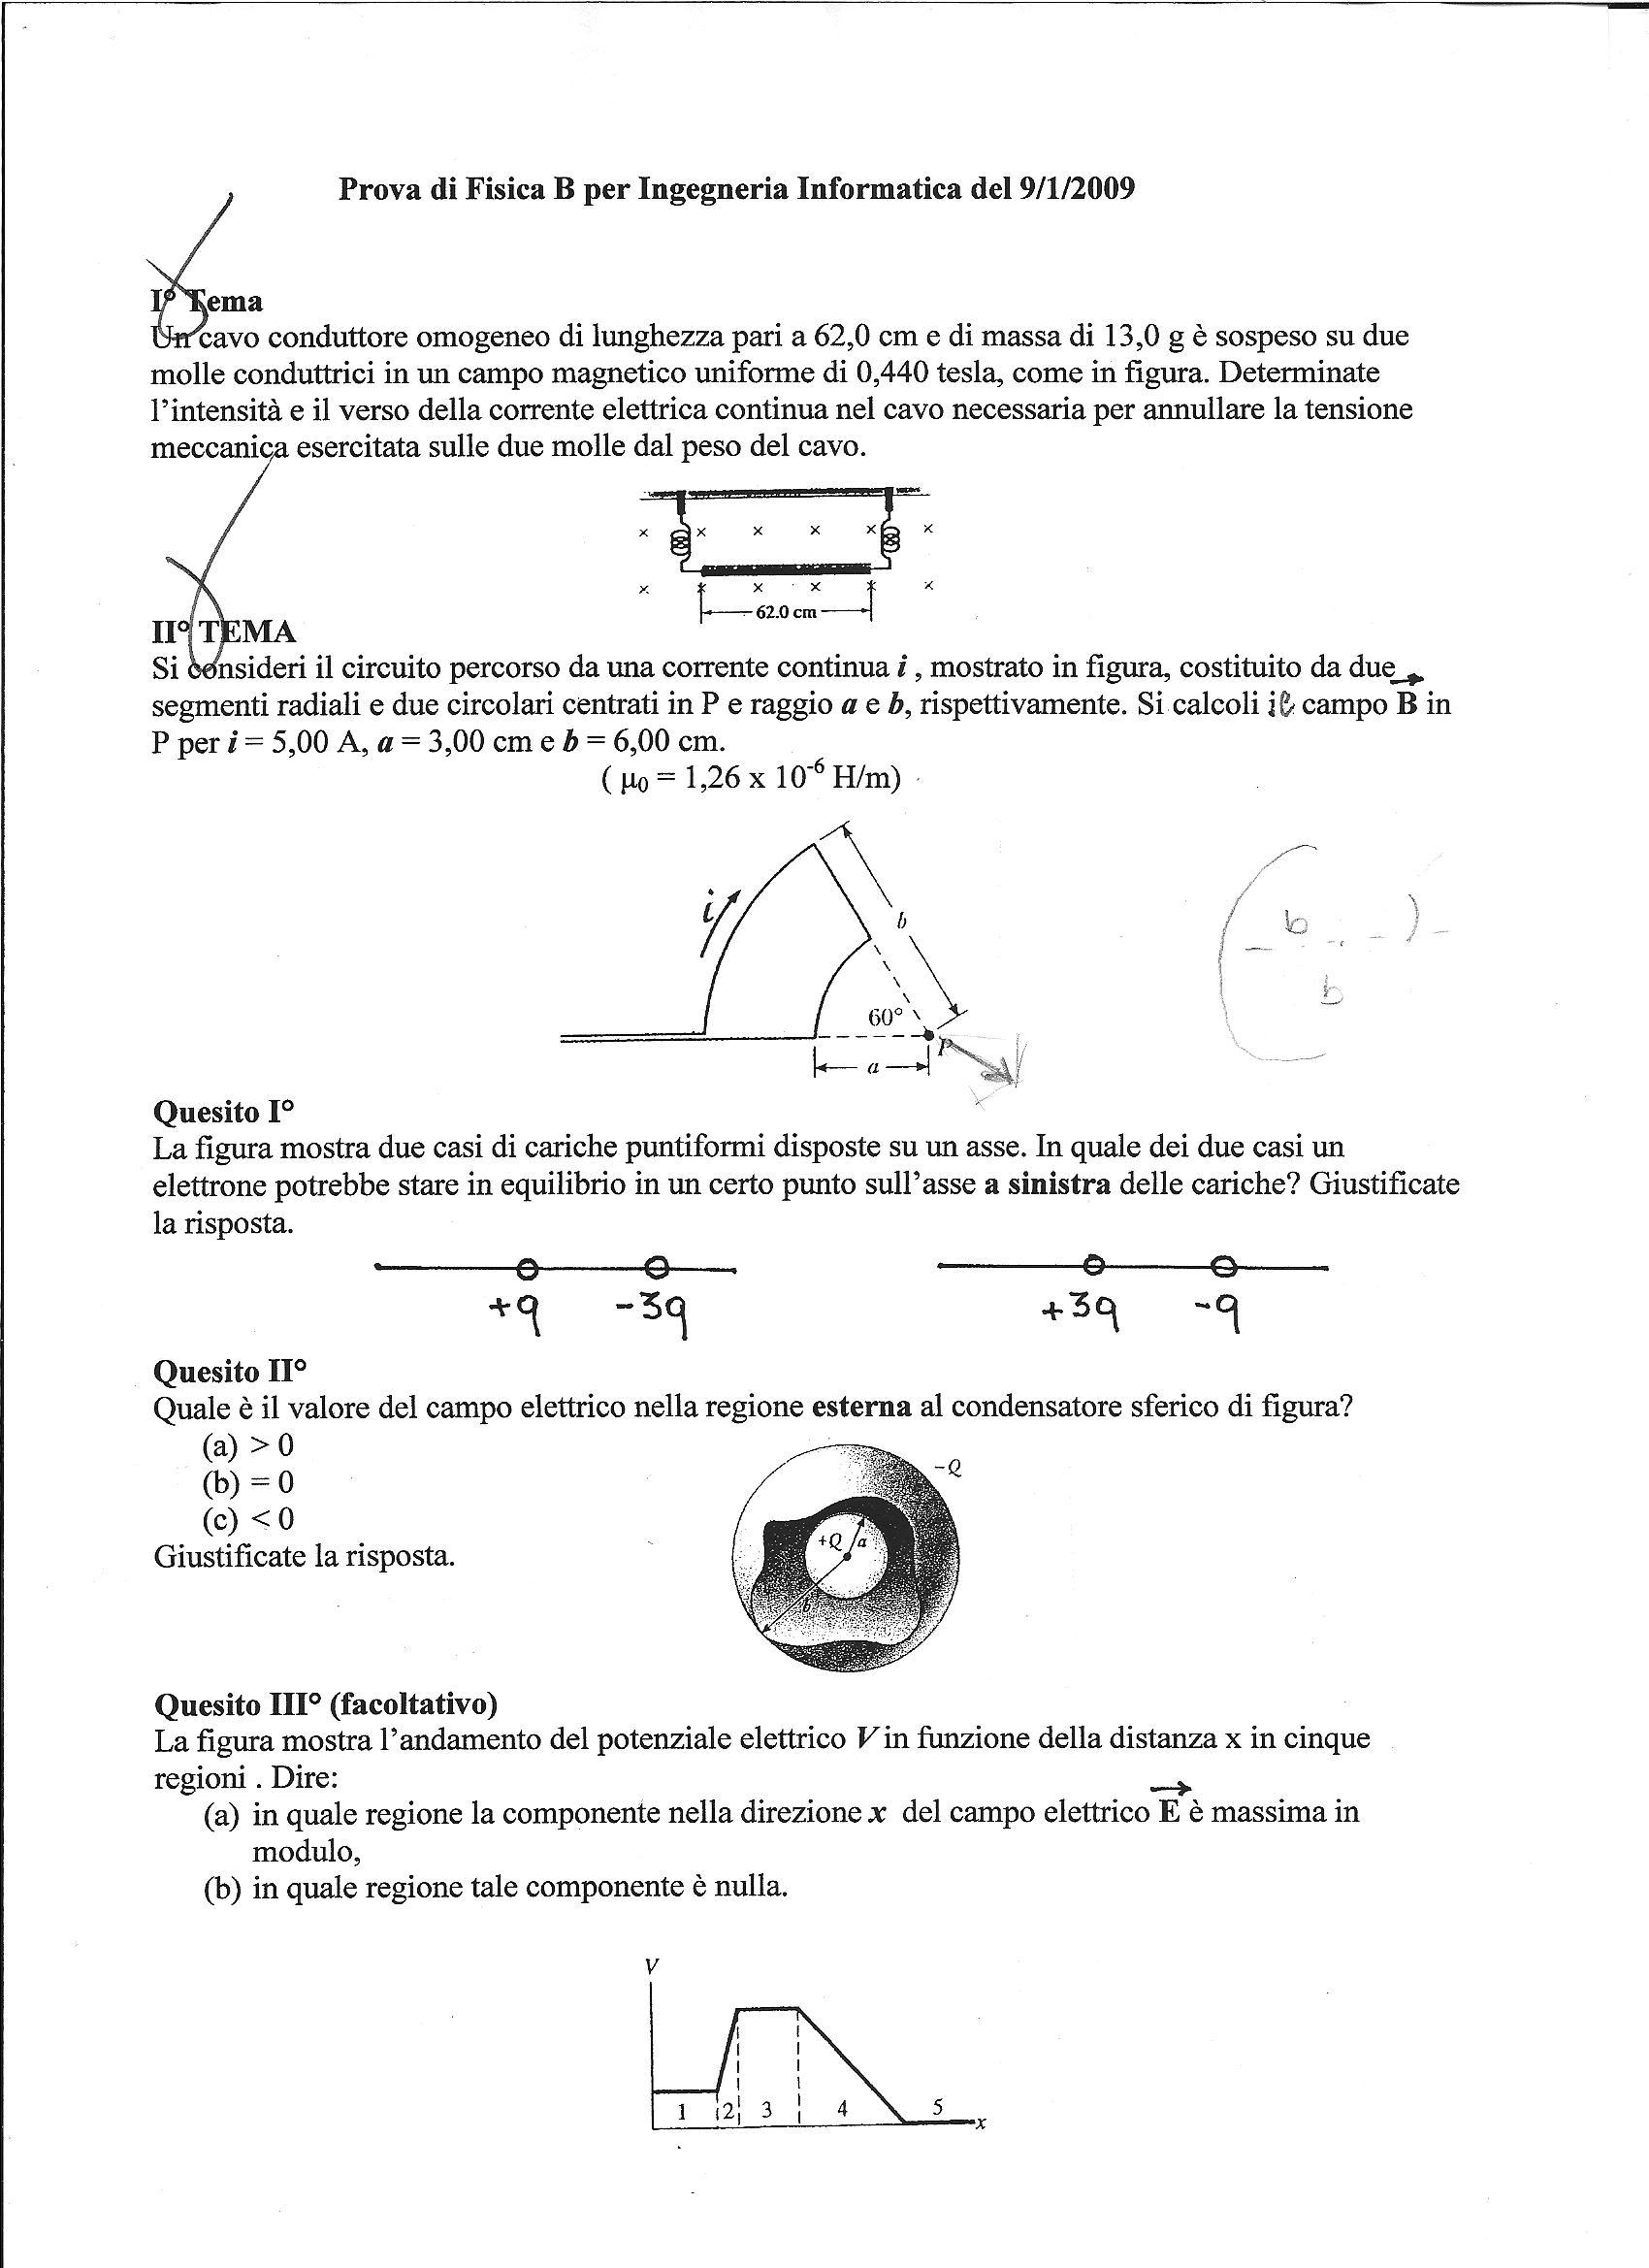 Prova di Fisica B per Ingegneria Informatica del 9/1/2009
I° Tema
Un cavo conduttore omogeneo di lunghezza pari a 62,0 cm e di massa di 13,0 g è sospeso su due
molle conduttrici in un campo magnetico uniforme di 0,440 tesla, come in figura. Determinate
l'intensità e il verso della corrente elettrica continua nel cavo necessaria per annullare la tensione
meccanica esercitata sulle due molle dal peso del cavo.
× × × × × ×
× × × × × ×
62.0 cm
II° TEMA
Si consideri il circuito percorso da una corrente continua i , mostrato in figura, costituito da due
segmenti radiali e due circolari centrati in P e raggio a e b, rispettivamente. Si calcoli il campo B in
P per i = 5,00 A, a = 3,00 cm e b = 6,00 cm.
( μ0 = 1,26 x 10-6 H/m)
i
b
60°
P
a
b
b
Quesito I°
La figura mostra due casi di cariche puntiformi disposte su un asse. In quale dei due casi un
elettrone potrebbe stare in equilibrio in un certo punto sull'asse a sinistra delle cariche? Giustificate
la risposta.
+q -3q +3q -q
Quesito II°
Quale è il valore del campo elettrico nella regione esterna al condensatore sferico di figura?
(a) > 0
(b) = 0
(c) < 0
Giustificate la risposta.
-Q
+Q a
b
Quesito III° (facoltativo)
La figura mostra l'andamento del potenziale elettrico V in funzione della distanza x in cinque
regioni . Dire:
(a) in quale regione la componente nella direzione x del campo elettrico E è massima in
modulo,
(b) in quale regione tale componente è nulla.
V
1 2 3 4 5 x